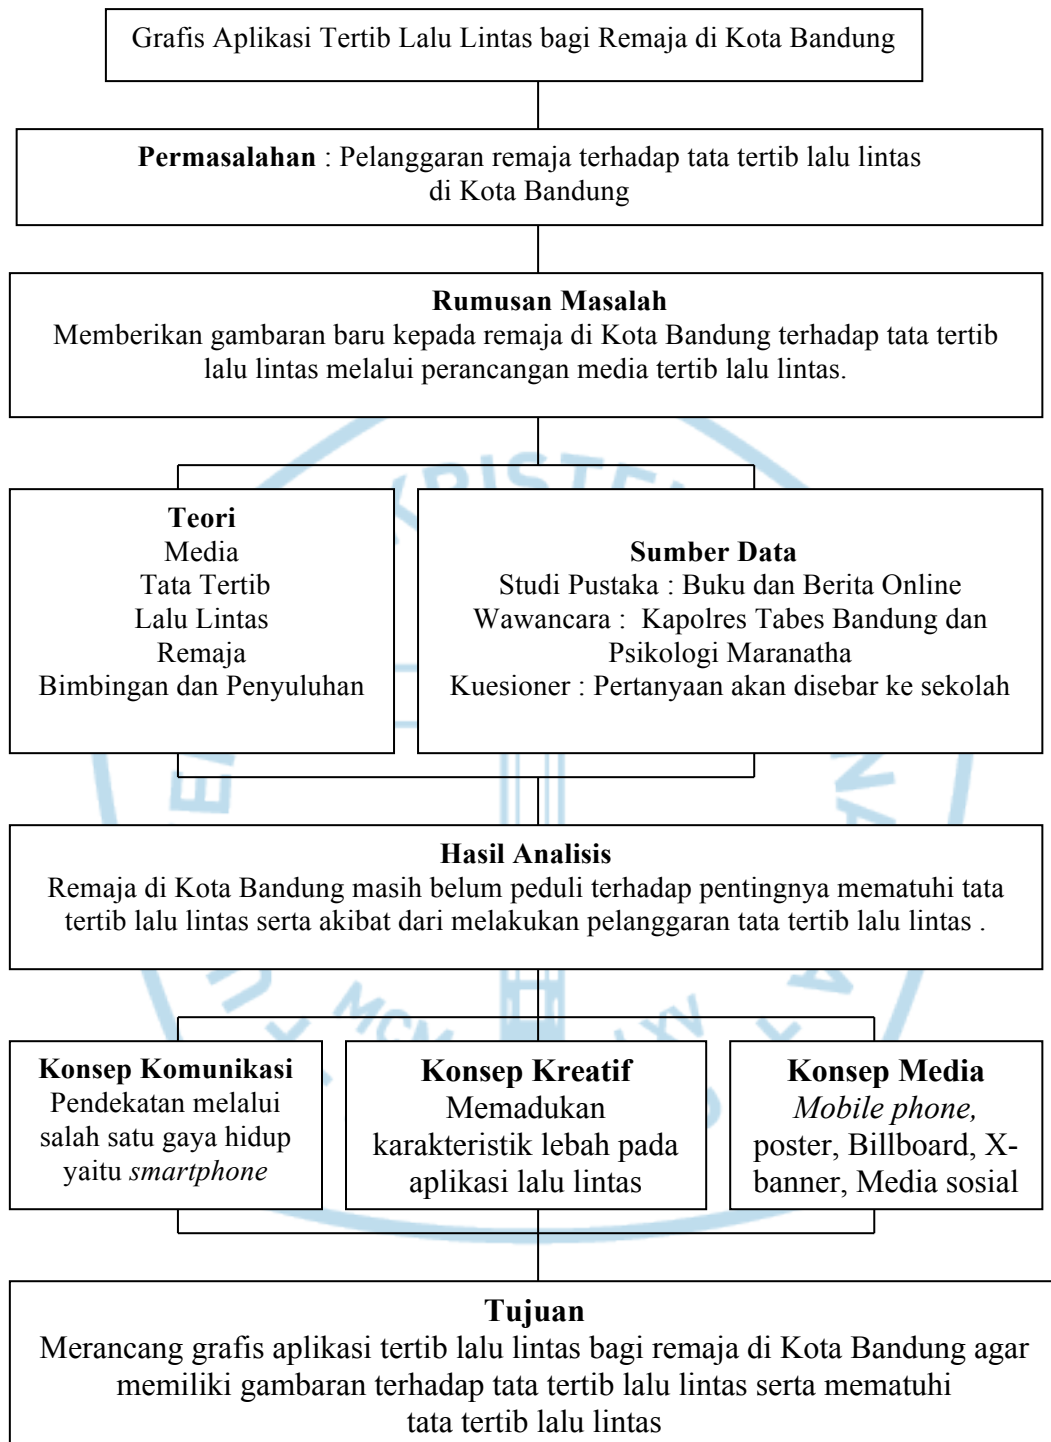 Grafis Aplikasi Tertib Lalu Lintas bagi Remaja di Kota Bandung
Permasalahan : Pelanggaran remaja terhadap tata tertib lalu lintas
di Kota Bandung
Rumusan Masalah
Memberikan gambaran baru kepada remaja di Kota Bandung terhadap tata tertib
lalu lintas melalui perancangan media tertib lalu lintas.
Teori
Media
Tata Tertib
Lalu Lintas
Remaja
Bimbingan dan Penyuluhan
Sumber Data
Studi Pustaka : Buku dan Berita Online
Wawancara :  Kapolres Tabes Bandung dan
Psikologi Maranatha
Kuesioner : Pertanyaan akan disebar ke sekolah
Hasil Analisis
Remaja di Kota Bandung masih belum peduli terhadap pentingnya mematuhi tata
tertib lalu lintas serta akibat dari melakukan pelanggaran tata tertib lalu lintas .
Konsep Komunikasi
Pendekatan melalui
salah satu gaya hidup
yaitu smartphone
Konsep Kreatif
Memadukan
karakteristik lebah pada
aplikasi lalu lintas
Konsep Media
Mobile phone,
poster, Billboard, X-
banner, Media sosial
Tujuan
Merancang grafis aplikasi tertib lalu lintas bagi remaja di Kota Bandung agar
memiliki gambaran terhadap tata tertib lalu lintas serta mematuhi
tata tertib lalu lintas